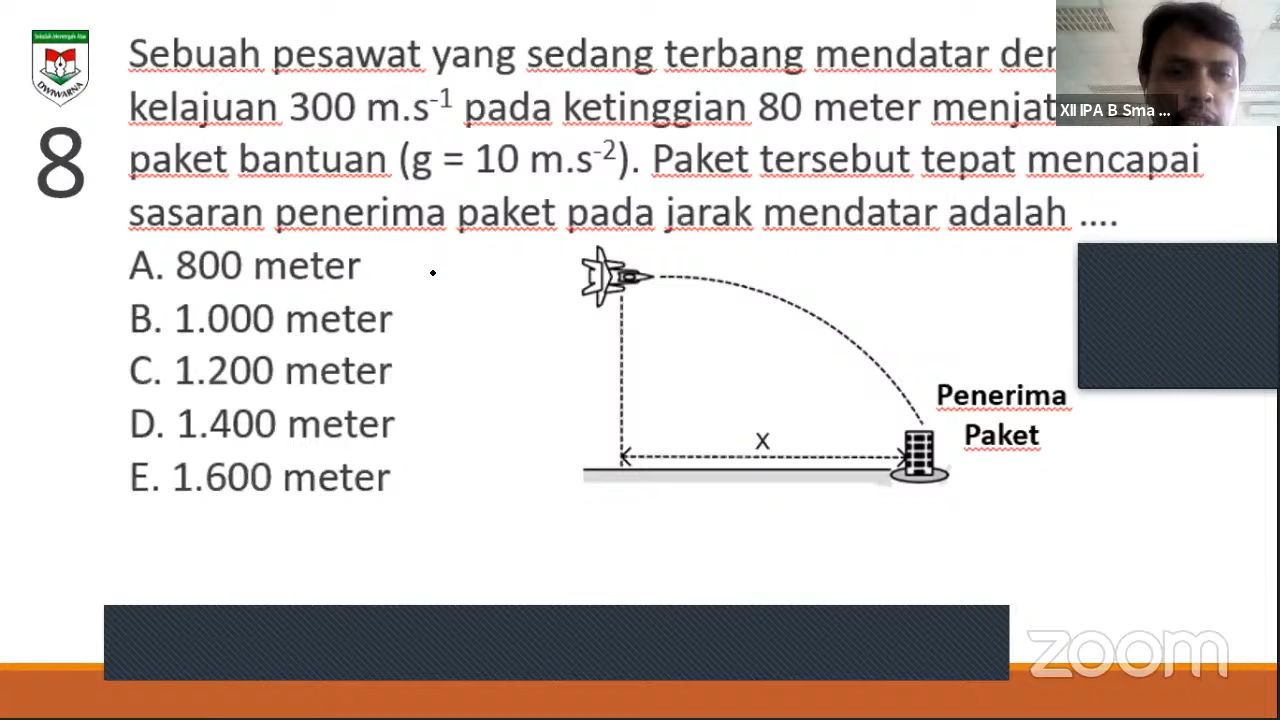 Sebuah pesawat yang sedang terbang mendatar
kelajuan 300 m.s⁻¹ pada ketinggian 80 meter
paket bantuan (g = 10 m.s⁻²). Paket tersebut tepat mencapai
sasaran penerima paket pada jarak mendatar adalah ....
8
A. 800 meter
B. 1.000 meter
C. 1.200 meter
D. 1.400 meter
E. 1.600 meter
x
Penerima
Paket
XII IPA B Sma ...
DWIWARNA
zoom